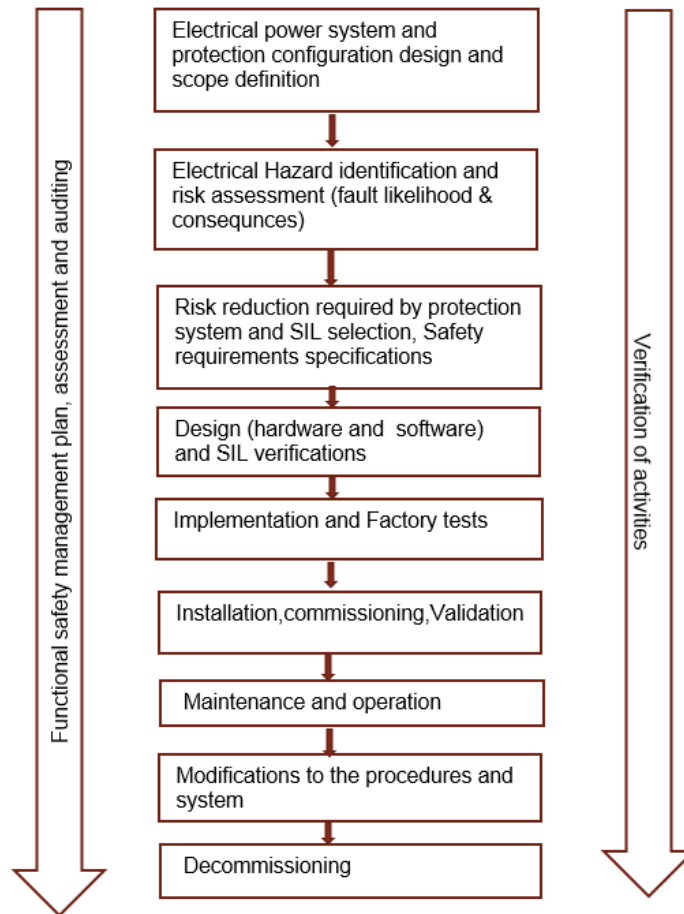 Electrical power system and
protection configuration design and
scope definition
Electrical Hazard identification and
risk assessment (fault likelihood &
consequnces)
Risk reduction required by protection
system and SIL selection, Safety
requirements specifications
Design (hardware and software)
and SIL verifications
Implementation and Factory tests
Installation,commissioning,Validation
Maintenance and operation
Modifications to the procedures and
system
Decommissioning
Functional safety management plan, assessment and auditing
Verification of activities